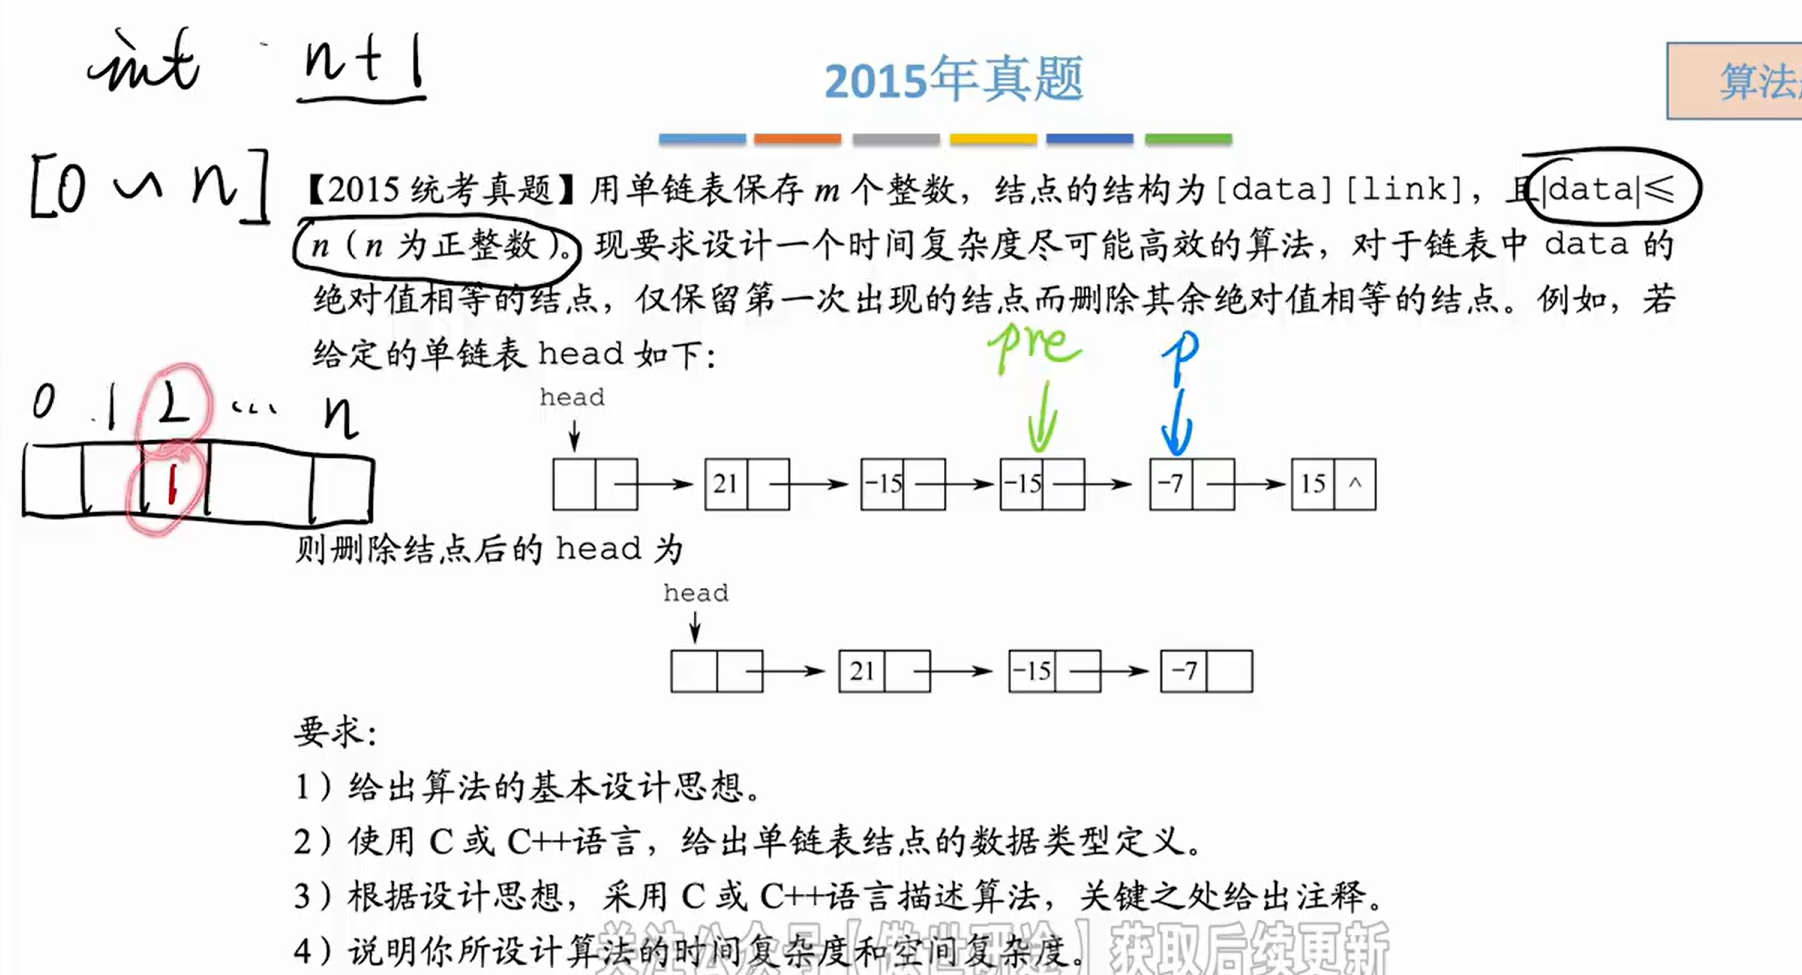 int n+1
2015年真题
算法
[0 ~ n]
【2015 统考真题】用单链表保存 m 个整数，结点的结构为[data][link]，且|data|≤
n（n 为正整数）。现要求设计一个时间复杂度尽可能高效的算法，对于链表中 data 的
绝对值相等的结点，仅保留第一次出现的结点而删除其余绝对值相等的结点。例如，若
给定的单链表 head 如下：
pre p
0 1 2 … n
head
1
21 -15 -15 -7 15 ^
则删除结点后的 head 为
head
21 -15 -7
要求：
1）给出算法的基本设计思想。
2）使用 C 或 C++语言，给出单链表结点的数据类型定义。
3）根据设计思想，采用 C 或 C++语言描述算法，关键之处给出注释。
4）说明你所设计算法的时间复杂度和空间复杂度。
关注公众号【傲世研途】获取后续更新